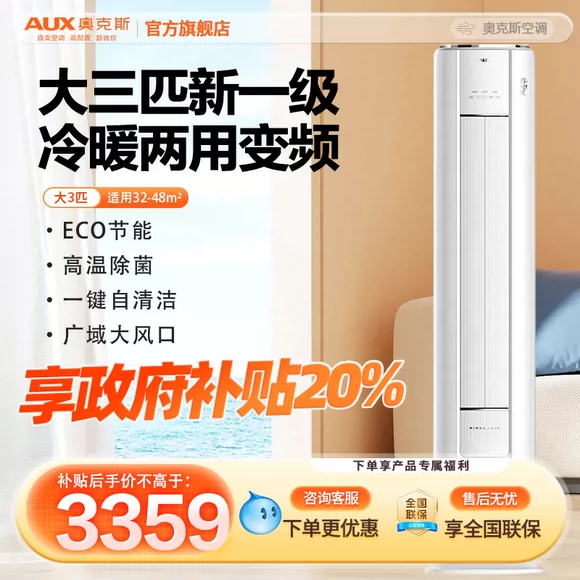 AUX奥克斯 官方旗舰店
直卖空调 高配置 超优价
奥克斯空调
大三匹新一级
冷暖两用变频
大3匹 适用32-48m²
·ECO节能
·高温除菌
·一键自清洁
·广域大风口
享政府补贴20%
AUX
下单享产品专属福利
补贴后手价不高于:
3359
咨询客服
下单更优惠
全国联保
售后无忧
享全国联保